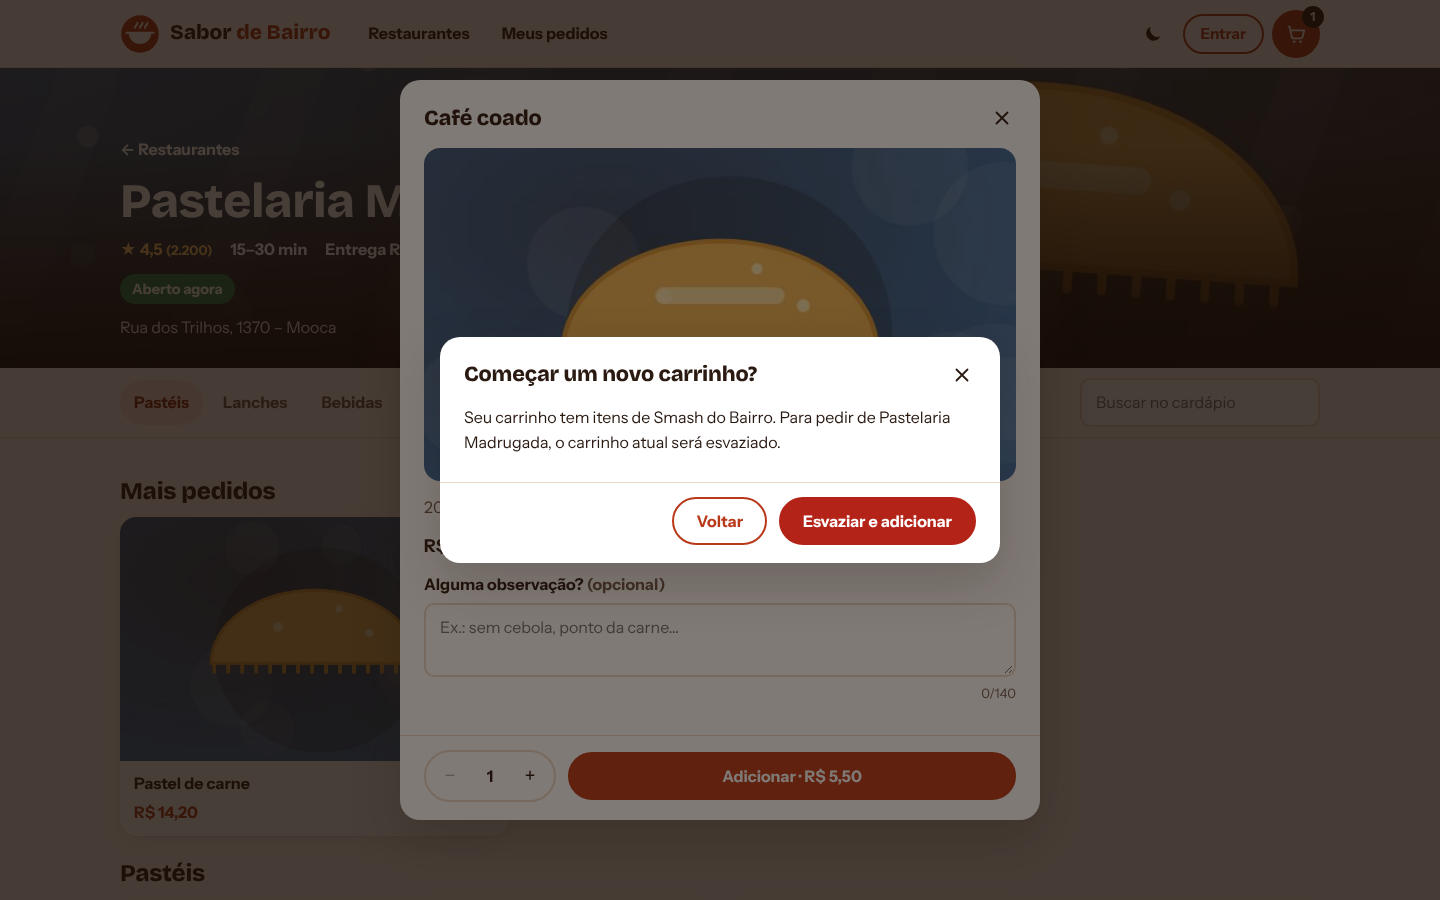 Sabor de Bairro
Restaurantes
Meus pedidos
Entrar
1
← Restaurantes
Pastelaria
★ 4,5 (2.200)
15–30 min
Entrega
Aberto agora
Rua dos Trilhos, 1370 – Mooca
Pastéis
Lanches
Bebidas
Buscar no cardápio
Mais pedidos
Pastel de carne
R$ 14,20
Pastéis
Café coado
Começar um novo carrinho?
Seu carrinho tem itens de Smash do Bairro. Para pedir de Pastelaria
Madrugada, o carrinho atual será esvaziado.
Voltar
Esvaziar e adicionar
Alguma observação? (opcional)
Ex.: sem cebola, ponto da carne...
0/140
− 1 +
Adicionar · R$ 5,50